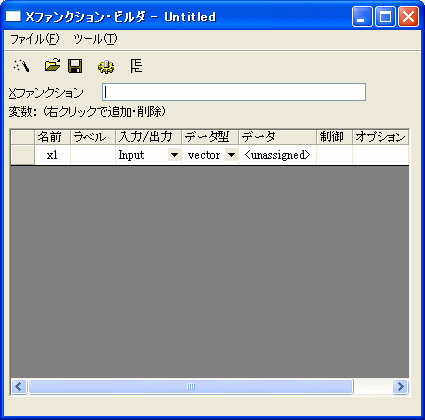 Xファンクション・ビルダ - Untitled
ファイル(F) ツール(T)
Xファンクション
変数: (右クリックで追加・削除)
名前 ラベル 入力/出力 データ型 データ 制御 オプション
x1 Input vector <unassigned>